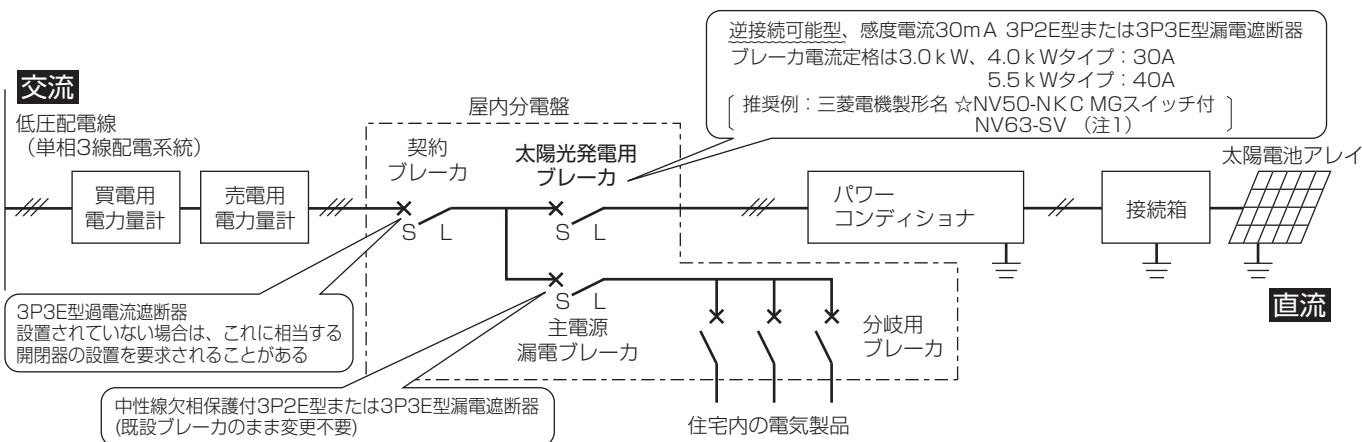 逆接続可能型、感度電流30mA 3P2E型または3P3E型漏電遮断器
ブレーカ電流定格は3.0kW、4.0kWタイプ：30A
5.5kWタイプ：40A
推奨例：三菱電機製形名 ☆NV50-NKC MGスイッチ付
NV63-SV （注1）
交流
低圧配電線
（単相3線配電系統）
屋内分電盤
契約
ブレーカ
太陽光発電用
ブレーカ
太陽電池アレイ
買電用
電力量計
売電用
電力量計
パワー
コンディショナ
接続箱
S L
S L
S L
3P3E型過電流遮断器
設置されていない場合は、これに相当する
開閉器の設置を要求されることがある
主電源
漏電ブレーカ
分岐用
ブレーカ
直流
中性線欠相保護付3P2E型または3P3E型漏電遮断器
(既設ブレーカのまま変更不要)
住宅内の電気製品